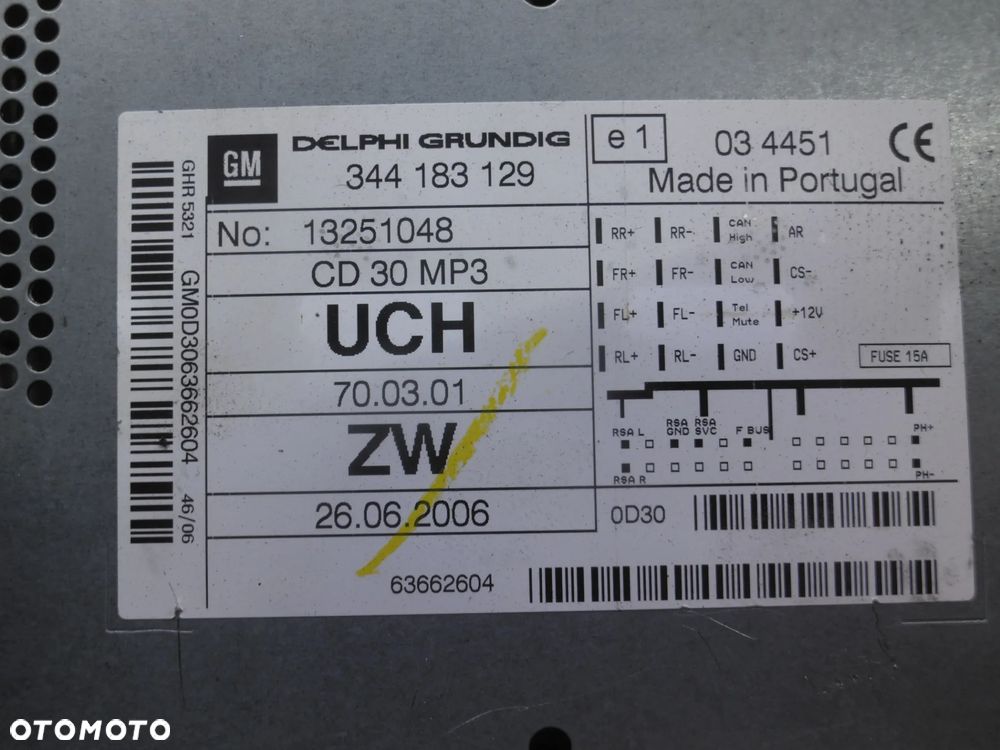 GM
DELPHI GRUNDIG
344 183 129
e1
03 4451
CE
Made in Portugal
No: 13251048
CD 30 MP3
UCH
70.03.01
ZW
26.06.2006
63662604
GHR 5321
GM0D3063662604
46/06
RR+ RR- CAN High AR
FR+ FR- CAN Low CS-
FL+ FL- Tel Mute +12V
RL+ RL- GND CS+
FUSE 15A
RSA L
RSA GND
RSA SVC
F BUS
PH+
RSA R
PH-
0D30
OTOMOTO